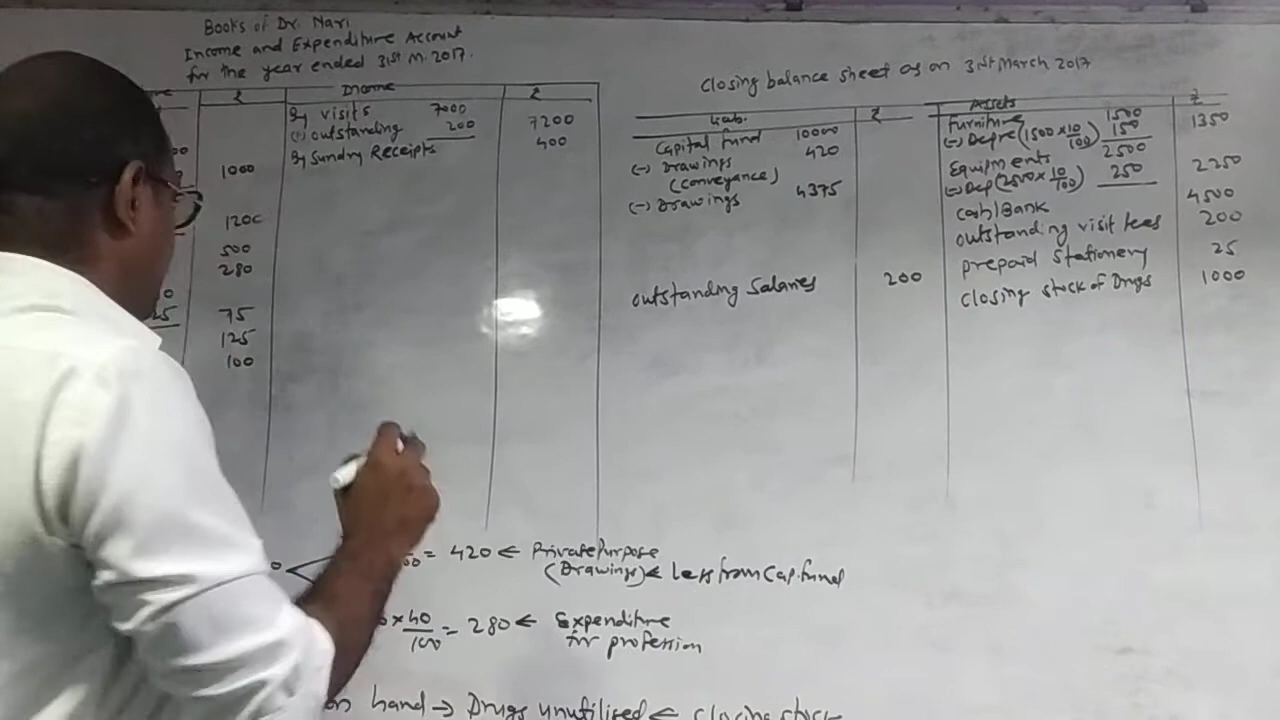 Books of Dr. Nari
Income and Expenditure Account
for the year ended 31st M. 2017.
₹ Income ₹
By visits 7000
(+) outstanding 200 7200
By Sundry Receipts 400
1000
1200
500
280
75
125
100
Closing balance sheet as on 31st March 2017
Liab. ₹ Assets ₹
Capital fund 10000
(-) Drawings 420
(conveyance)
(-) Drawings 4375
outstanding Salaries 200
Furniture 1500
(-) Depre (1500 x 10/100) 150 1350
Equipments 2500
(-) Dep (2500 x 10/100) 250 2250
cash/Bank 4500
outstanding visit fees 200
prepaid stationery 25
closing stock of Drugs 1000
= 420 ← Private Purpose
(Drawings) ← Less from Cap. fund
x 40/100 = 280 ← Expenditure
for profession
on hand → Drugs unutilised ← closing stock